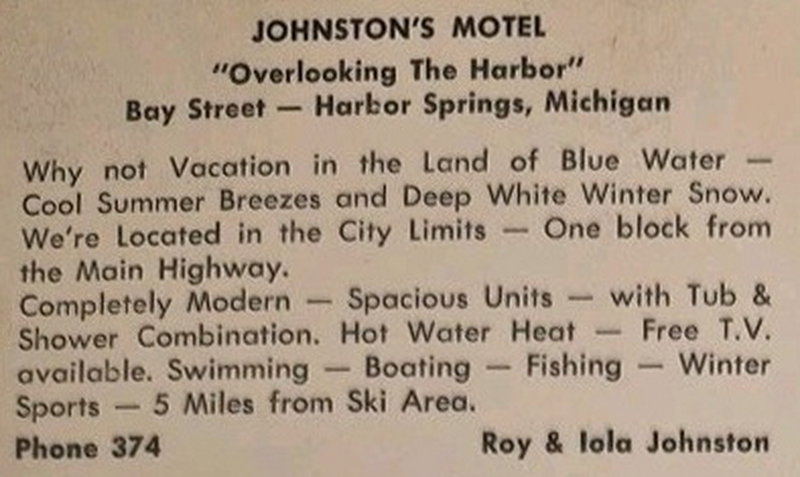 JOHNSTON'S MOTEL
"Overlooking The Harbor"
Bay Street — Harbor Springs, Michigan
Why not Vacation in the Land of Blue Water —
Cool Summer Breezes and Deep White Winter Snow.
We're Located in the City Limits — One block from
the Main Highway.
Completely Modern — Spacious Units — with Tub &
Shower Combination. Hot Water Heat — Free T.V.
available. Swimming — Boating — Fishing — Winter
Sports — 5 Miles from Ski Area.
Phone 374 Roy & Iola Johnston